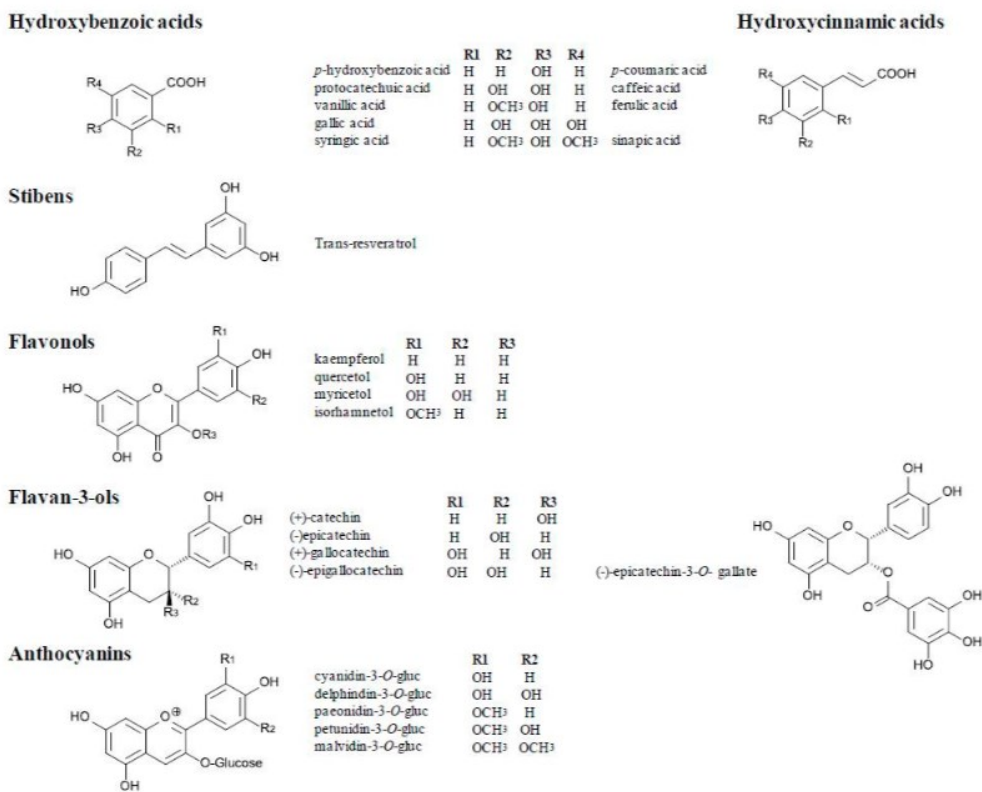 Hydroxybenzoic acids
Hydroxycinnamic acids
R1 R2 R3 R4
p-hydroxybenzoic acid H H OH H p-coumaric acid
protocatechuic acid H OH OH H caffeic acid
vanillic acid H OCH3 OH H ferulic acid
gallic acid H OH OH OH
syringic acid H OCH3 OH OCH3 sinapic acid
R4
COOH
R3
R1
R2
R4
COOH
R3
R1
R2
Stibens
OH
Trans-resveratrol
OH
HO
Flavonols
R1 R2 R3
kaempferol H H H
quercetol OH H H
myricetol OH OH H
isorhamnetol OCH3 H H
R1
OH
HO
O
R2
OR3
OH
O
Flavan-3-ols
R1 R2 R3
(+)-catechin H H OH
(-)epicatechin H OH H
(+)-gallocatechin OH H OH
(-)-epigallocatechin OH OH H
(-)-epicatechin-3-O- gallate
OH
OH
HO
O
R1
R2
R3
OH
OH
OH
HO
O
O
OH
O
OH
OH
HO
Anthocyanins
R1 R2
cyanidin-3-O-gluc OH H
delphindin-3-O-gluc OH OH
paeonidin-3-O-gluc OCH3 H
petunidin-3-O-gluc OCH3 OH
malvidin-3-O-gluc OCH3 OCH3
R1
OH
HO
O⊕
R2
O-Glucose
OH